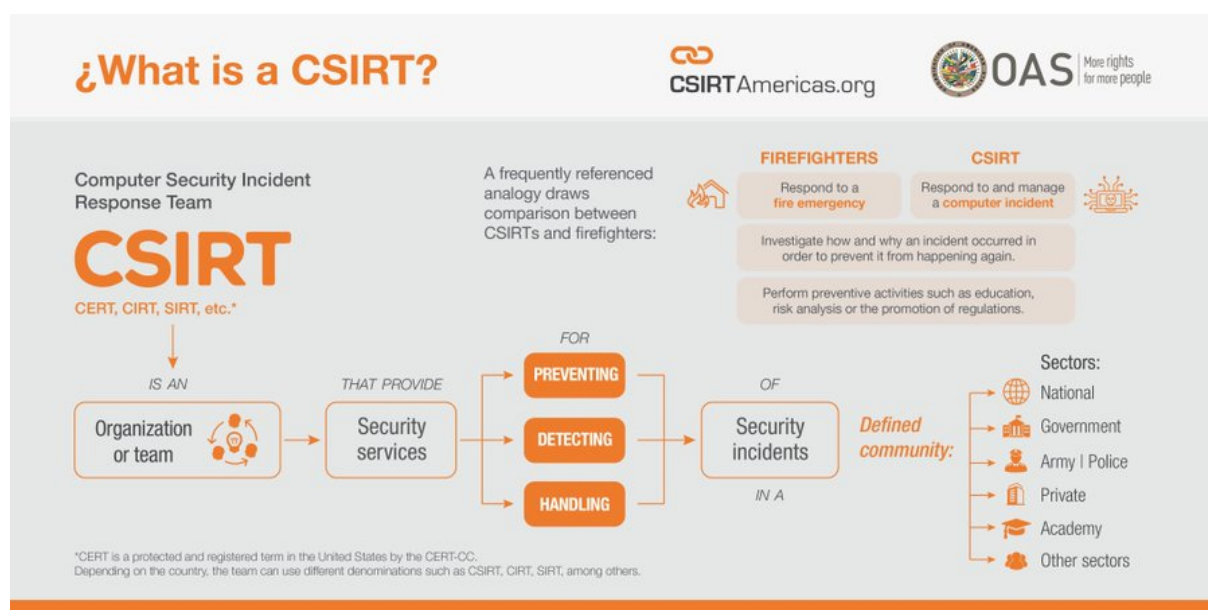 ¿What is a CSIRT?
CSIRTAmericas.org
OAS
More rights
for more people
Computer Security Incident
Response Team
CSIRT
CERT, CIRT, SIRT, etc.*
A frequently referenced
analogy draws
comparison between
CSIRTs and firefighters:
FIREFIGHTERS
CSIRT
Respond to a
fire emergency
Respond to and manage
a computer incident
Investigate how and why an incident occurred in
order to prevent it from happening again.
Perform preventive activities such as education,
risk analysis or the promotion of regulations.
IS AN
Organization
or team
THAT PROVIDE
Security
services
FOR
PREVENTING
DETECTING
HANDLING
OF
Security
incidents
IN A
Defined
community:
Sectors:
National
Government
Army | Police
Private
Academy
Other sectors
*CERT is a protected and registered term in the United States by the CERT-CC.
Depending on the country, the team can use different denominations such as CSIRT, CIRT, SIRT, among others.